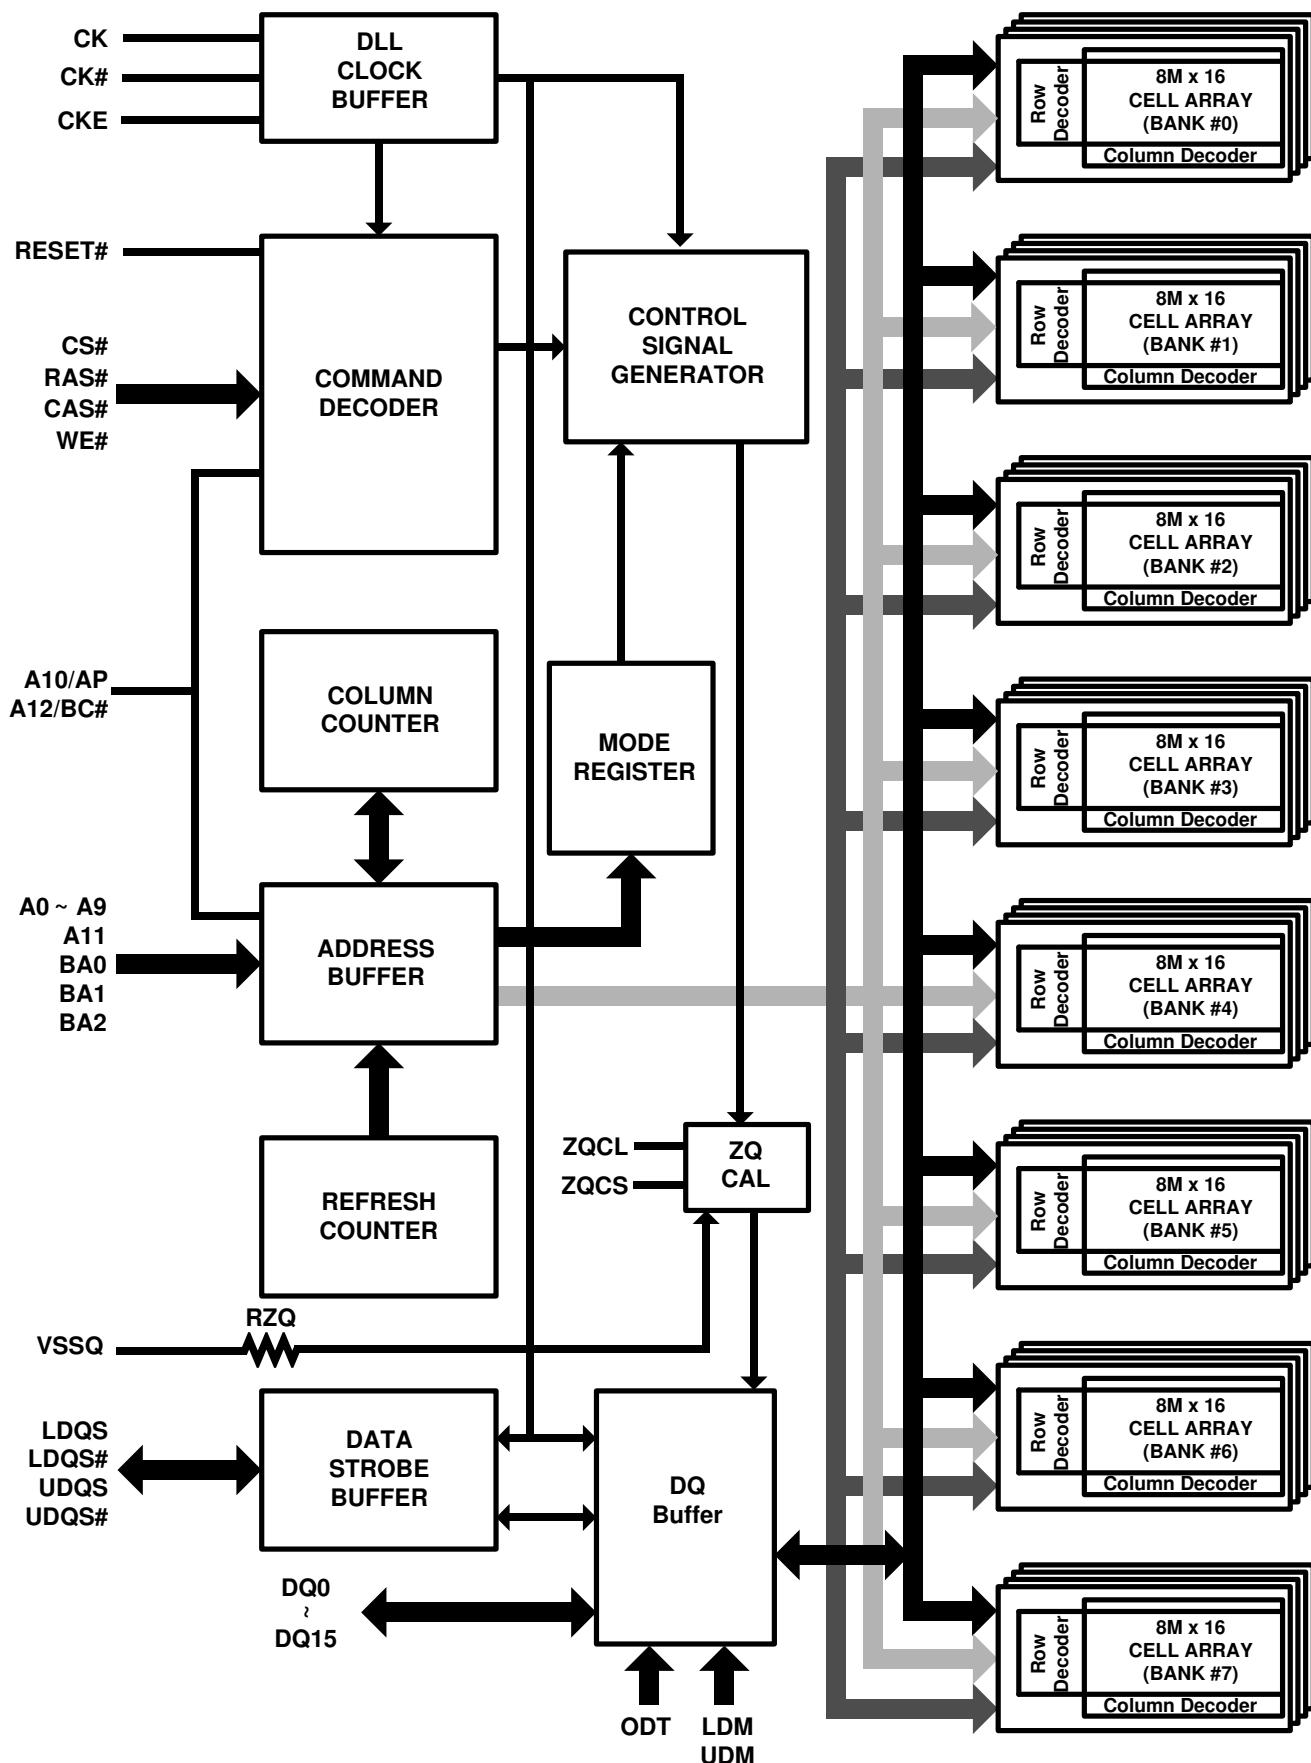 CK
CK#
CKE
DLL
CLOCK
BUFFER
RESET#
CS#
RAS#
CAS#
WE#
COMMAND
DECODER
CONTROL
SIGNAL
GENERATOR
A10/AP
A12/BC#
COLUMN
COUNTER
MODE
REGISTER
A0 ~ A9
A11
BA0
BA1
BA2
ADDRESS
BUFFER
REFRESH
COUNTER
ZQCL
ZQCS
ZQ
CAL
VSSQ
RZQ
LDQS
LDQS#
UDQS
UDQS#
DATA
STROBE
BUFFER
DQ
Buffer
DQ0
~
DQ15
ODT
LDM
UDM
Row
Decoder
8M x 16
CELL ARRAY
(BANK #0)
Column Decoder
Row
Decoder
8M x 16
CELL ARRAY
(BANK #1)
Column Decoder
Row
Decoder
8M x 16
CELL ARRAY
(BANK #2)
Column Decoder
Row
Decoder
8M x 16
CELL ARRAY
(BANK #3)
Column Decoder
Row
Decoder
8M x 16
CELL ARRAY
(BANK #4)
Column Decoder
Row
Decoder
8M x 16
CELL ARRAY
(BANK #5)
Column Decoder
Row
Decoder
8M x 16
CELL ARRAY
(BANK #6)
Column Decoder
Row
Decoder
8M x 16
CELL ARRAY
(BANK #7)
Column Decoder